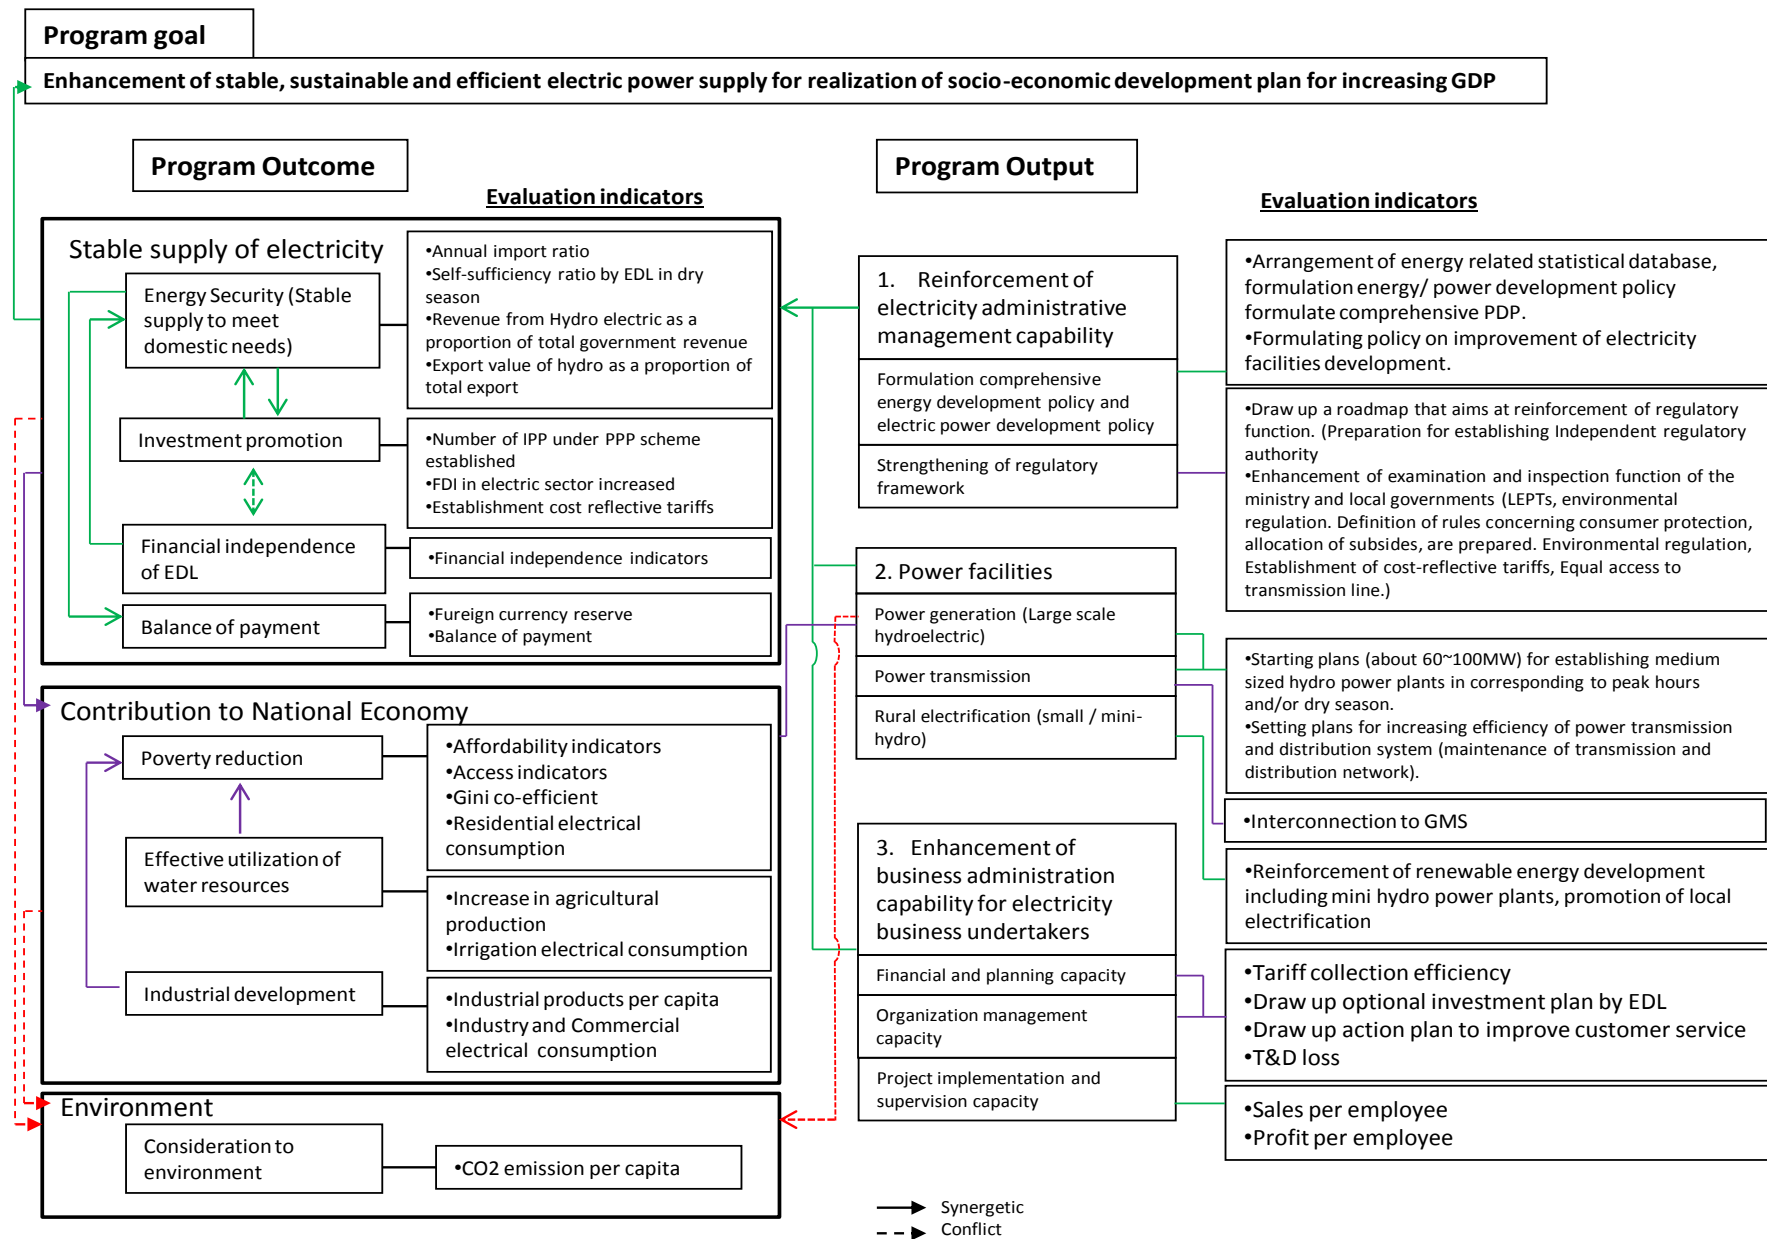 Program goal
Enhancement of stable, sustainable and efficient electric power supply for realization of socio-economic development plan for increasing GDP
Program Outcome
Evaluation indicators
Stable supply of electricity
Energy Security (Stable
supply to meet
domestic needs)
•Annual import ratio
•Self-sufficiency ratio by EDL in dry
season
•Revenue from Hydro electric as a
proportion of total government revenue
•Export value of hydro as a proportion of
total export
Investment promotion
•Number of IPP under PPP scheme
established
•FDI in electric sector increased
•Establishment cost reflective tariffs
Financial independence
of EDL
•Financial independence indicators
Balance of payment
•Fureign currency reserve
•Balance of payment
Contribution to National Economy
Poverty reduction
•Affordability indicators
•Access indicators
•Gini co-efficient
•Residential electrical
consumption
Effective utilization of
water resources
•Increase in agricultural
production
•Irrigation electrical consumption
Industrial development
•Industrial products per capita
•Industry and Commercial
electrical consumption
Environment
Consideration to
environment
•CO2 emission per capita
Program Output
Evaluation indicators
1. Reinforcement of
electricity administrative
management capability
Formulation comprehensive
energy development policy and
electric power development policy
Strengthening of regulatory
framework
•Arrangement of energy related statistical database,
formulation energy/ power development policy
formulate comprehensive PDP.
•Formulating policy on improvement of electricity
facilities development.
•Draw up a roadmap that aims at reinforcement of regulatory
function. (Preparation for establishing Independent regulatory
authority
•Enhancement of examination and inspection function of the
ministry and local governments (LEPTs, environmental
regulation. Definition of rules concerning consumer protection,
allocation of subsides, are prepared. Environmental regulation,
Establishment of cost-reflective tariffs, Equal access to
transmission line.)
2. Power facilities
Power generation (Large scale
hydroelectric)
Power transmission
Rural electrification (small / mini-
hydro)
•Starting plans (about 60~100MW) for establishing medium
sized hydro power plants in corresponding to peak hours
and/or dry season.
•Setting plans for increasing efficiency of power transmission
and distribution system (maintenance of transmission and
distribution network).
•Interconnection to GMS
•Reinforcement of renewable energy development
including mini hydro power plants, promotion of local
electrification
3. Enhancement of
business administration
capability for electricity
business undertakers
Financial and planning capacity
Organization management
capacity
Project implementation and
supervision capacity
•Tariff collection efficiency
•Draw up optional investment plan by EDL
•Draw up action plan to improve customer service
•T&D loss
•Sales per employee
•Profit per employee
Synergetic
Conflict